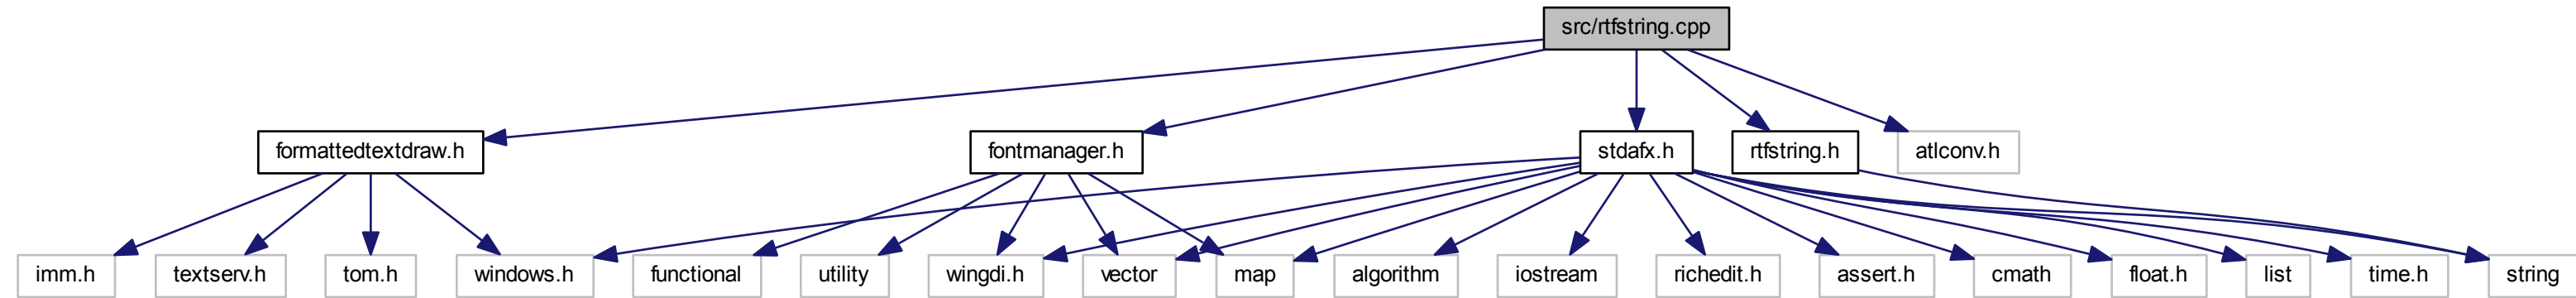 src/rtfstring.cpp
formattedtextdraw.h
fontmanager.h
stdafx.h
rtfstring.h
atlconv.h
imm.h
textserv.h
tom.h
windows.h
functional
utility
wingdi.h
vector
map
algorithm
iostream
richedit.h
assert.h
cmath
float.h
list
time.h
string